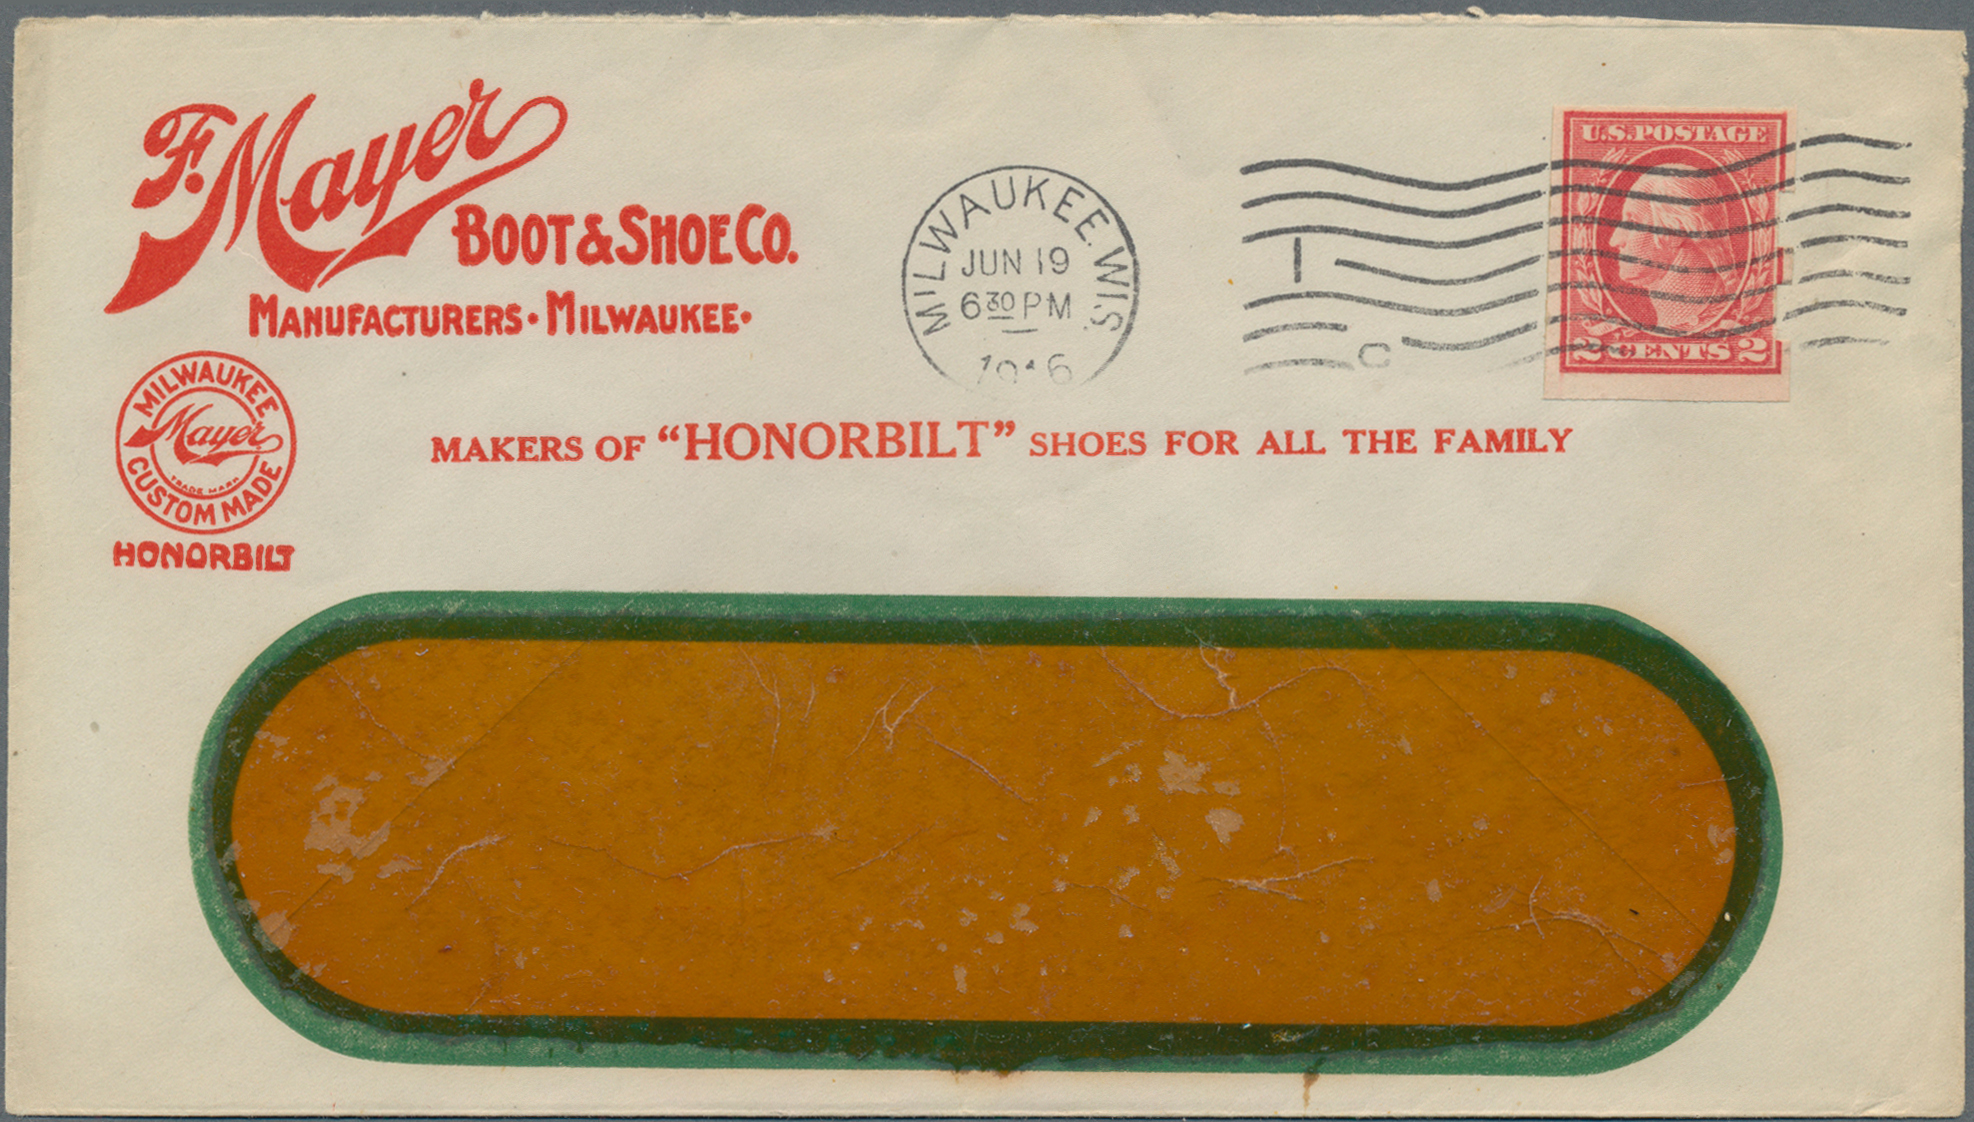 F. Mayer
BOOT & SHOE CO.
MANUFACTURERS · MILWAUKEE ·
MILWAUKEE
Mayer
TRADE MARK
CUSTOM MADE
HONORBILT
MILWAUKEE. WIS.
JUN 19
6 30 PM
U.S. POSTAGE
2 CENTS 2
MAKERS OF “HONORBILT” SHOES FOR ALL THE FAMILY